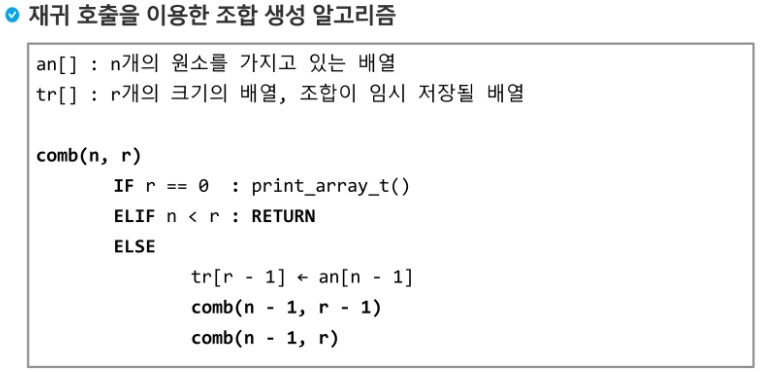 재귀 호출을 이용한 조합 생성 알고리즘
an[] : n개의 원소를 가지고 있는 배열
tr[] : r개의 크기의 배열, 조합이 임시 저장될 배열
comb(n, r)
IF r == 0 : print_array_t()
ELIF n < r : RETURN
ELSE
tr[r - 1] ← an[n - 1]
comb(n - 1, r - 1)
comb(n - 1, r)